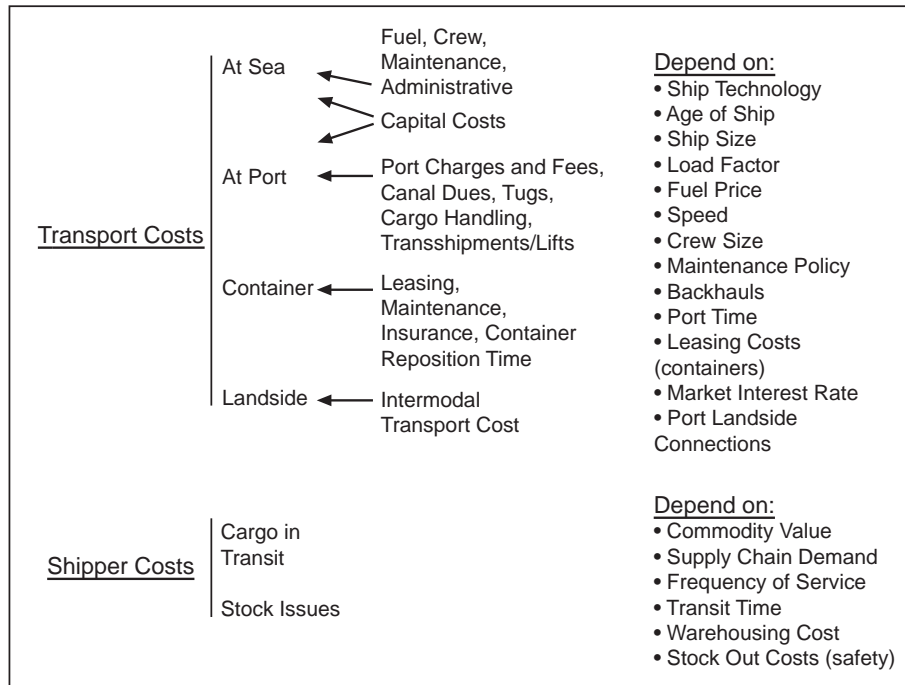 Transport Costs
At Sea
Fuel, Crew,
Maintenance,
Administrative
Capital Costs
At Port
Port Charges and Fees,
Canal Dues, Tugs,
Cargo Handling,
Transshipments/Lifts
Container
Leasing,
Maintenance,
Insurance, Container
Reposition Time
Landside
Intermodal
Transport Cost
Depend on:
• Ship Technology
• Age of Ship
• Ship Size
• Load Factor
• Fuel Price
• Speed
• Crew Size
• Maintenance Policy
• Backhauls
• Port Time
• Leasing Costs
(containers)
• Market Interest Rate
• Port Landside
Connections
Shipper Costs
Cargo in
Transit
Stock Issues
Depend on:
• Commodity Value
• Supply Chain Demand
• Frequency of Service
• Transit Time
• Warehousing Cost
• Stock Out Costs (safety)